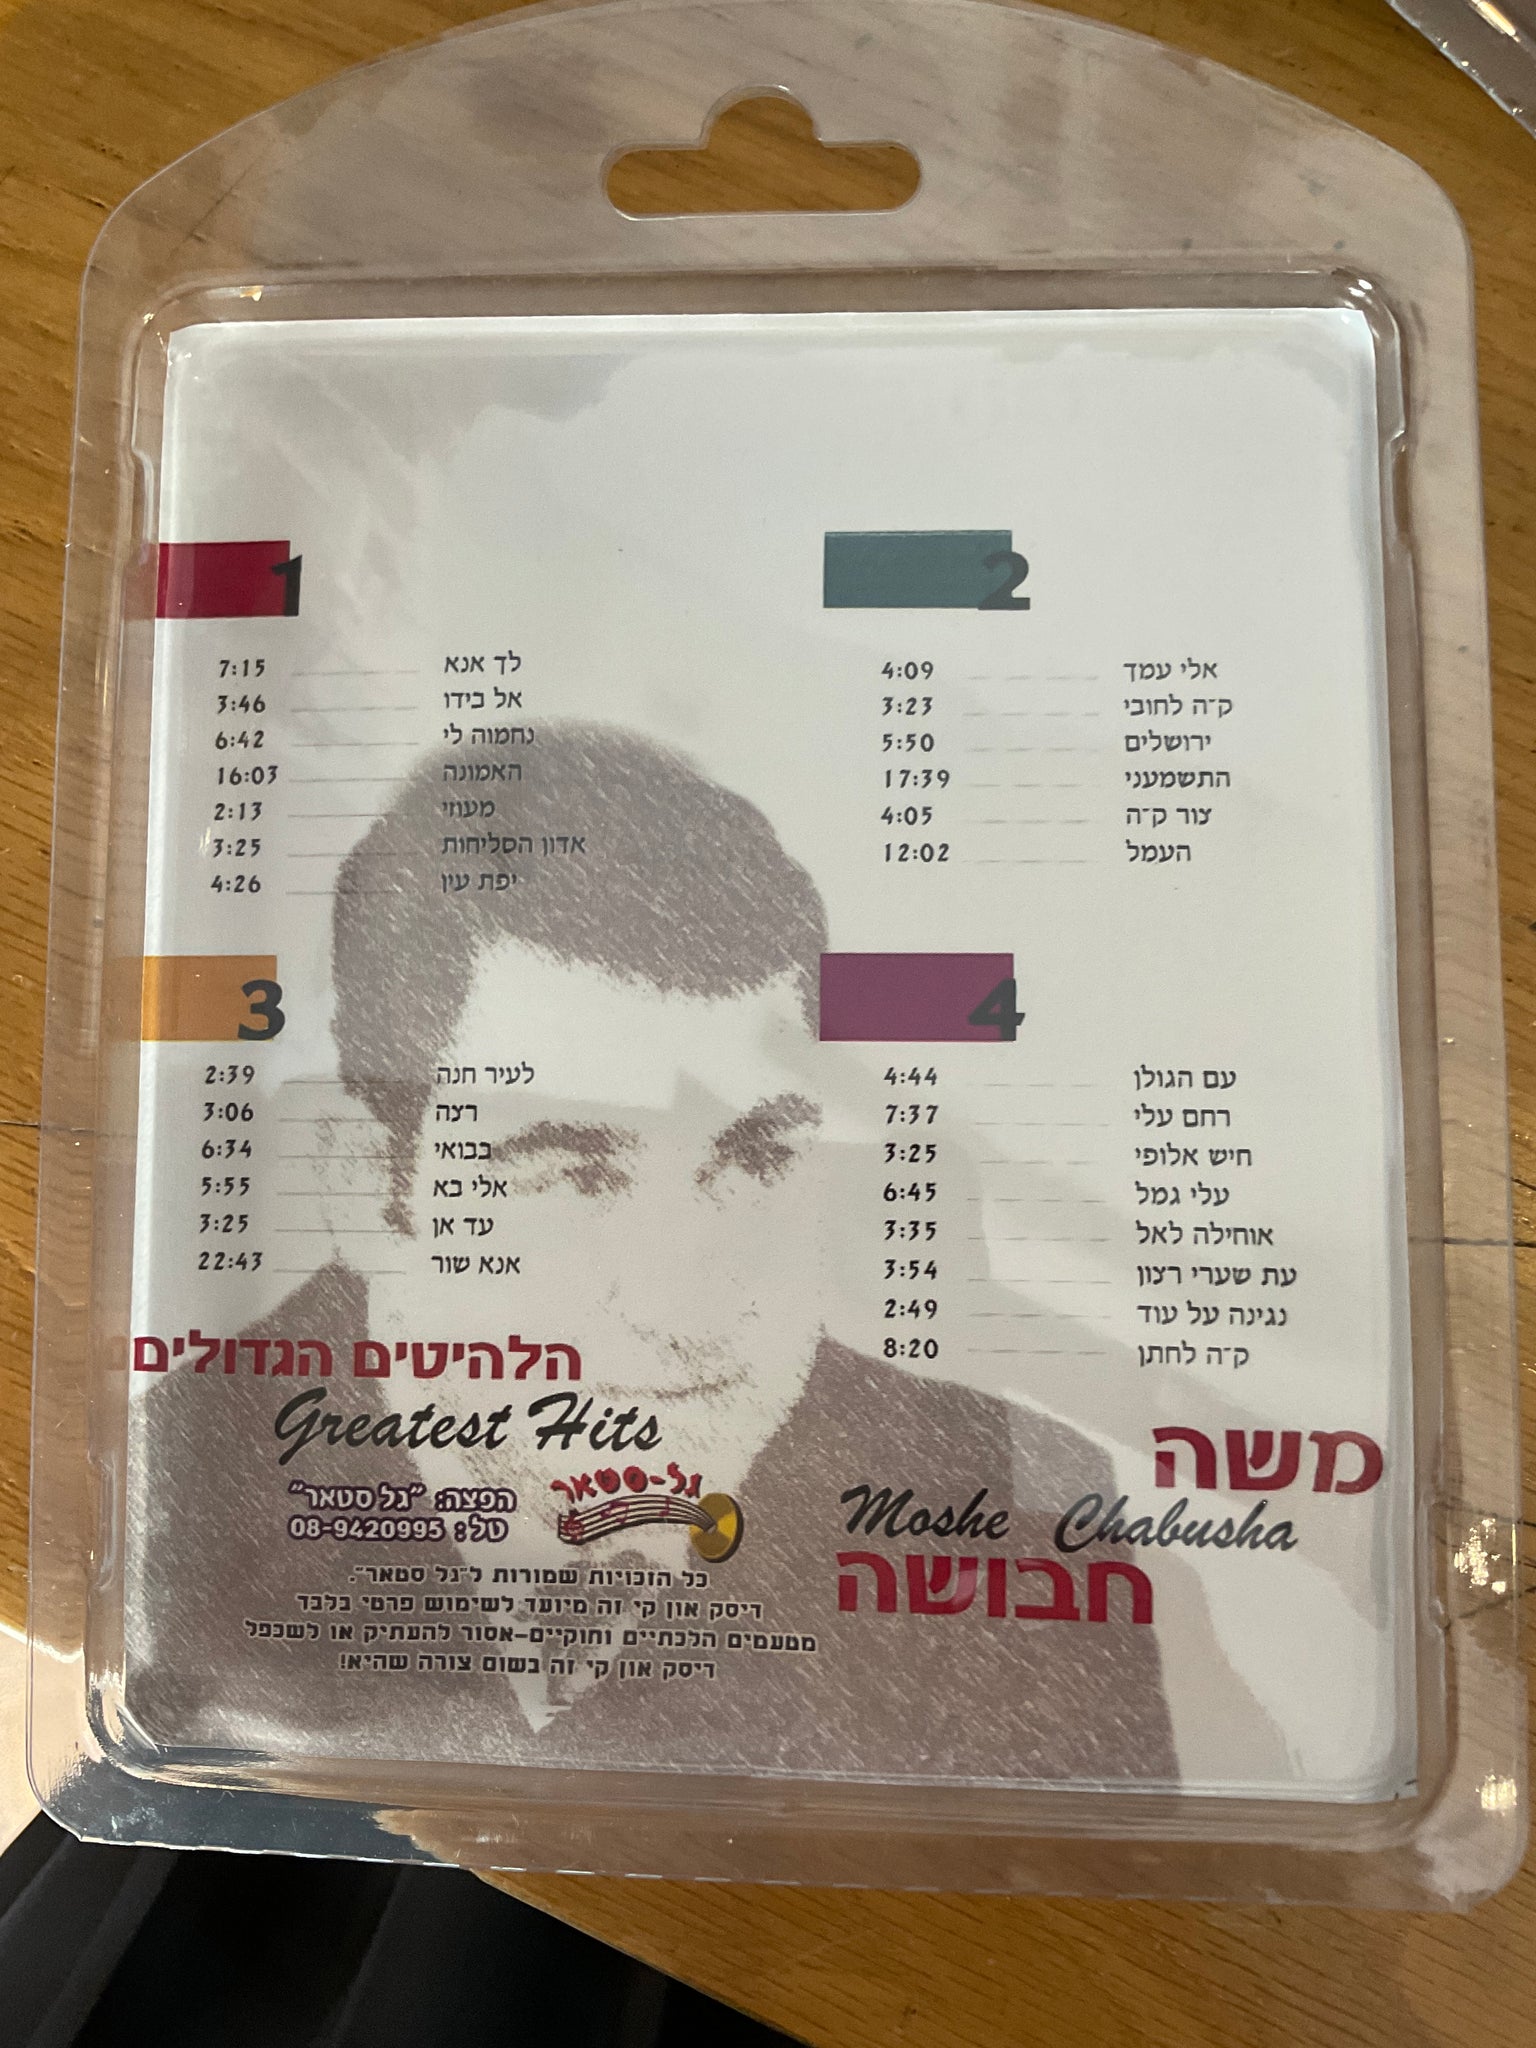 1
לך אנא 7:15
אל בידו 3:46
נחמוה לי 6:42
האמונה 16:03
מעוזי 2:13
אדון הסליחות 3:25
יפת עין 4:26
2
אלי עמך 4:09
ק־ה לחובי 3:23
ירושלים 5:50
התשמעני 17:39
צור ק־ה 4:05
העמל 12:02
3
לעיר חנה 2:39
רצה 3:06
בבואי 6:34
אלי בא 5:55
עד אן 3:25
אנא שור 22:43
4
עם הגולן 4:44
רחם עלי 7:37
חיש אלופי 3:25
עלי גמל 6:45
אוחילה לאל 3:35
עת שערי רצון 3:54
נגינה על עוד 2:49
ק־ה לחתן 8:20
הלהיטים הגדולים
Greatest Hits
משה
Moshe Chabusha
חבושה
גל-סטאר
הפצה: "גל סטאר"
טל: 08-9420995
כל הזכויות שמורות ל"גל סטאר".
דיסק און קי זה מיועד לשימוש פרטי בלבד
מטעמים הלכתיים וחוקיים-אסור להעתיק או לשכפל
דיסק און קי זה בשום צורה שהיא!